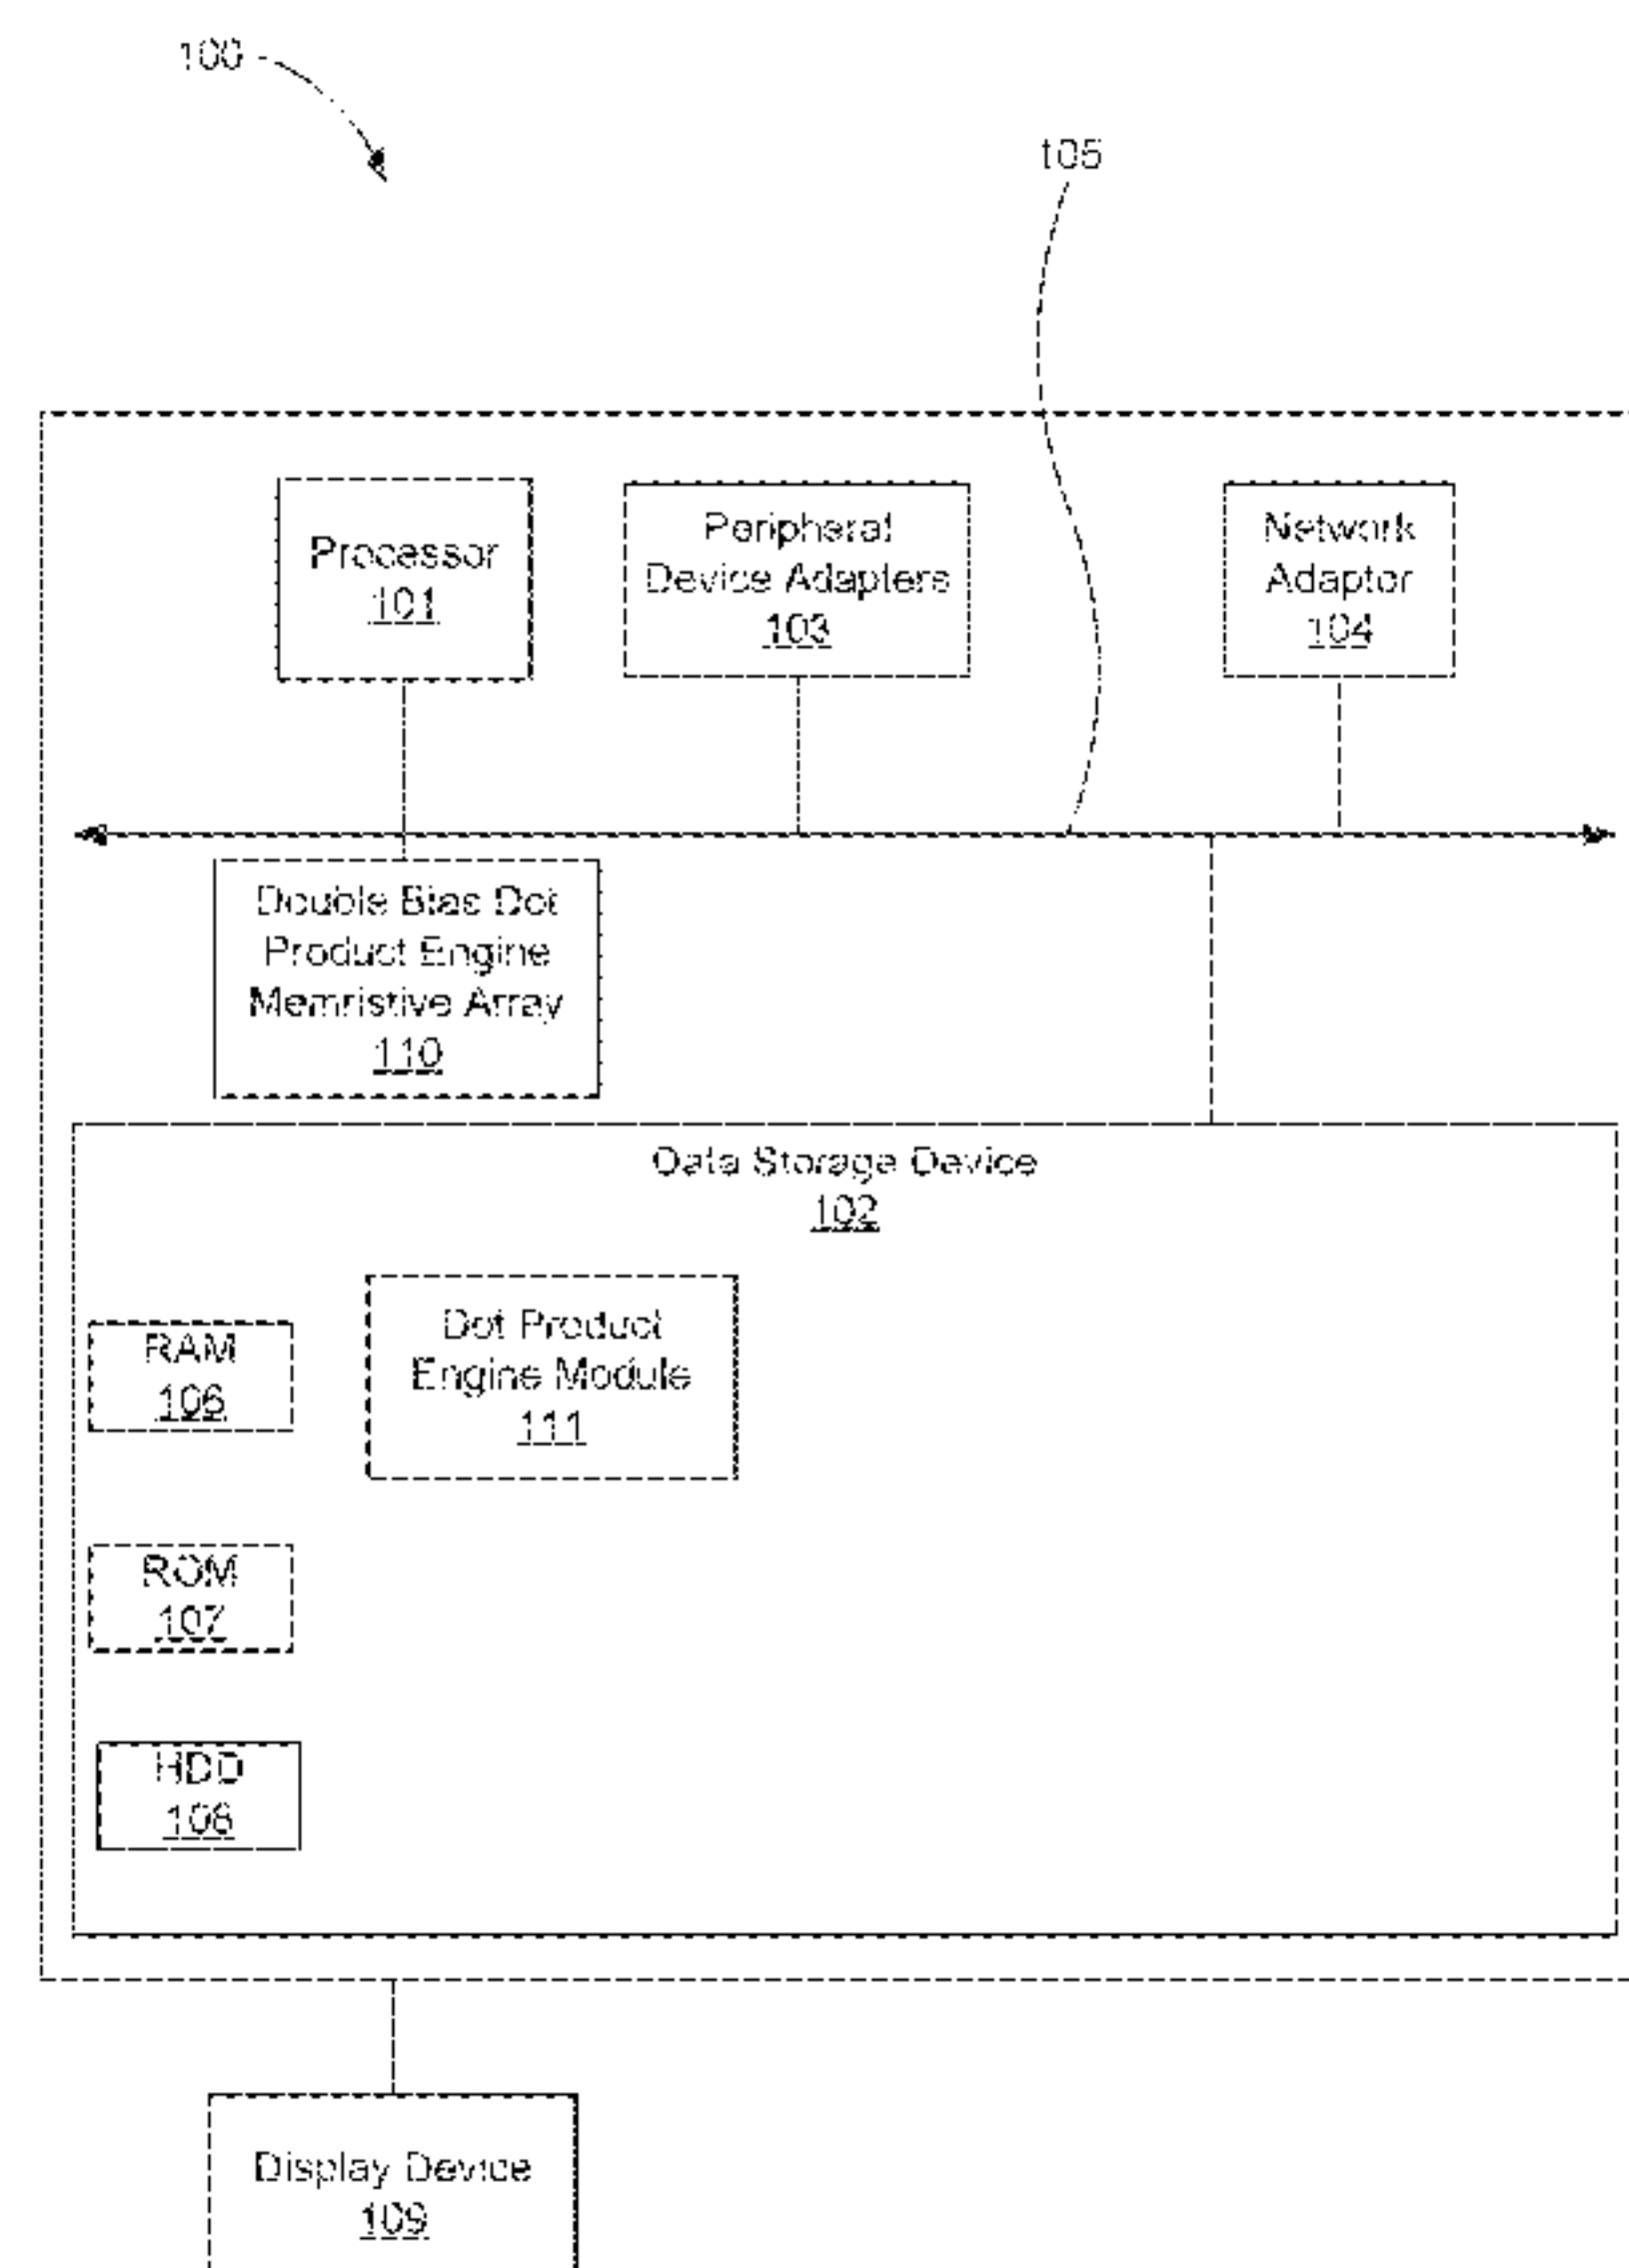 100
105
Processor
101
Peripheral
Device Adapters
103
Network
Adaptor
104
Double Bias Dot
Product Engine
Memristive Array
110
Data Storage Device
102
Dot Product
Engine Module
111
RAM
106
ROM
107
HDD
108
Display Device
109